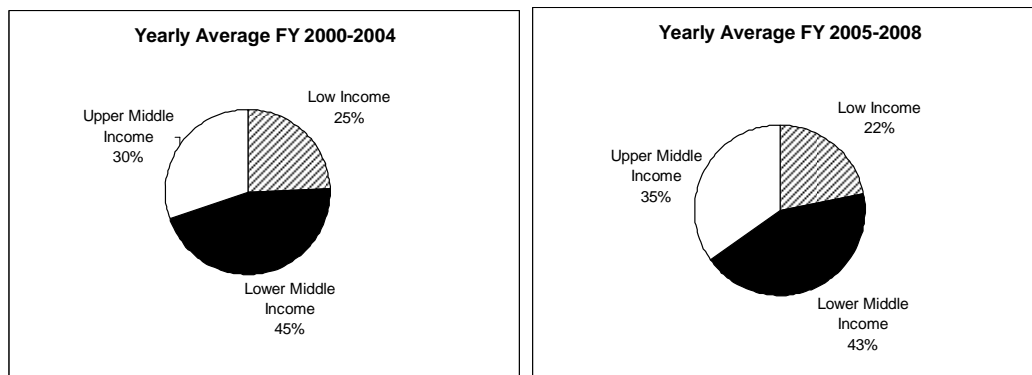 Yearly Average FY 2000-2004
Low Income
25%
Upper Middle
Income
30%
Lower Middle
Income
45%
Yearly Average FY 2005-2008
Low Income
22%
Upper Middle
Income
35%
Lower Middle
Income
43%